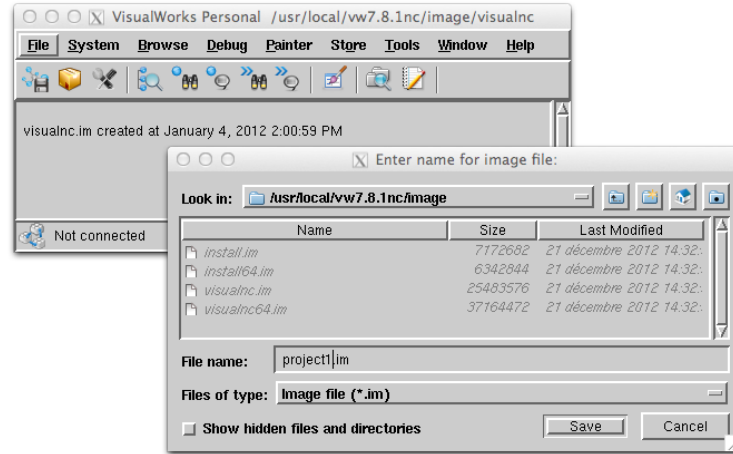 VisualWorks Personal /usr/local/vw7.8.1nc/image/visualnc
File System Browse Debug Painter Store Tools Window Help
visualnc.im created at January 4, 2012 2:00:59 PM
Not connected
Enter name for image file:
Look in: /usr/local/vw7.8.1nc/image
Name Size Last Modified
install.im 7172682 21 décembre 2012 14:32:
install64.im 6342844 21 décembre 2012 14:32:
visualnc.im 25483576 21 décembre 2012 14:32:
visualnc64.im 37164472 21 décembre 2012 14:32:
File name: project1.im
Files of type: Image file (*.im)
Show hidden files and directories Save Cancel